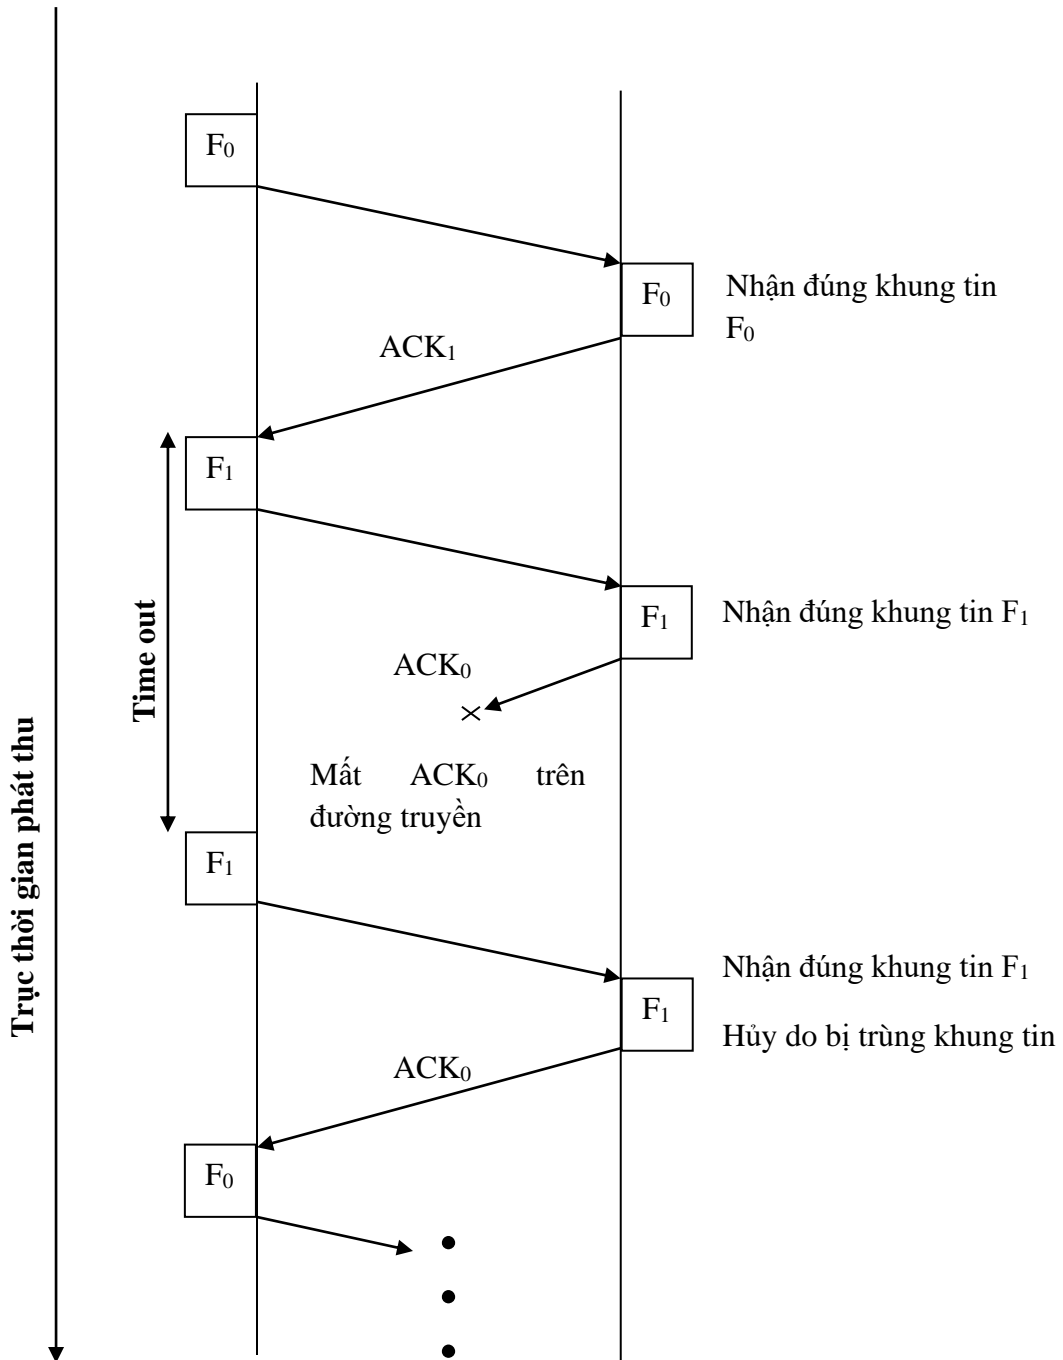 F₀
F₀
Nhận đúng khung tin
F₀
ACK₁
F₁
F₁
Nhận đúng khung tin F₁
Time out
ACK₀
×
Mất ACK₀ trên
đường truyền
Trục thời gian phát thu
F₁
Nhận đúng khung tin F₁
F₁
Hủy do bị trùng khung tin
ACK₀
F₀